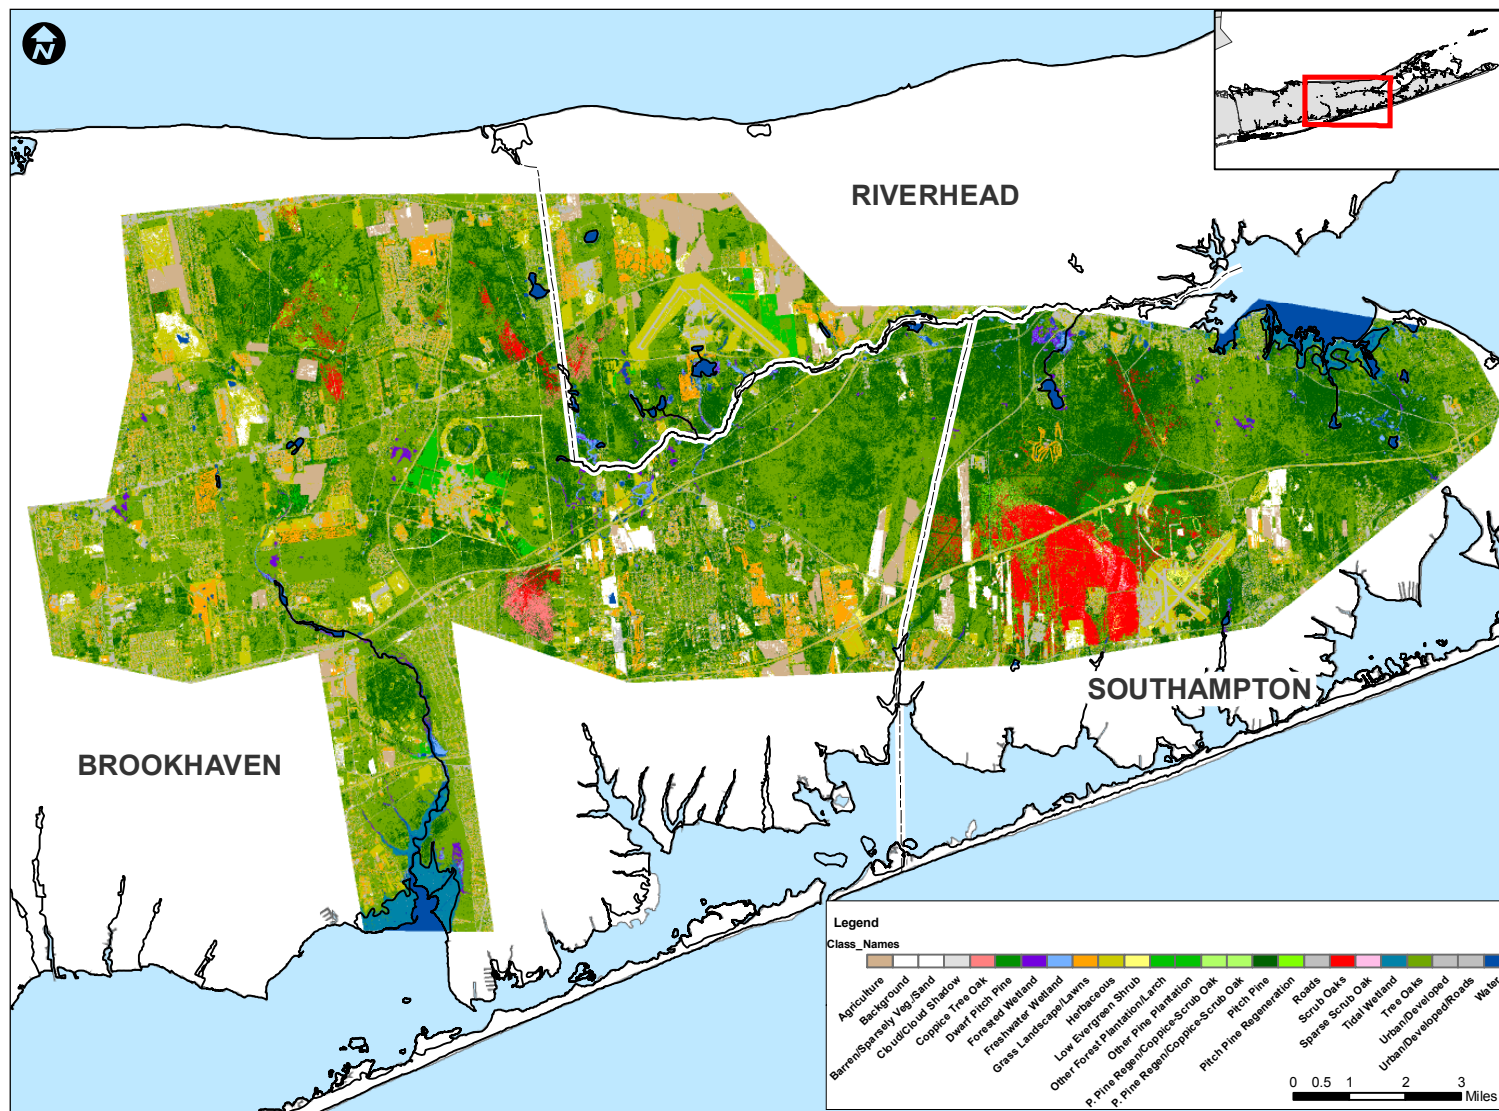 N
RIVERHEAD
SOUTHAMPTON
BROOKHAVEN
Legend
Class_Names
Agriculture
Background
Barren/Sparsely Veg./Sand
Cloud/Cloud Shadow
Coppice Tree Oak
Dwarf Pitch Pine
Forested Wetland
Freshwater Wetland
Grass Landscape/Lawns
Herbaceous
Low Evergreen Shrub
Other Forest Plantation/Larch
Other Pine Plantation
P. Pine Regen/Coppice-Scrub Oak
P. Pine Regen/Coppice-Scrub Oak
Pitch Pine
Pitch Pine Regeneration
Roads
Scrub Oaks
Sparse Scrub Oak
Tidal Wetland
Tree Oaks
Urban/Developed
Urban/Developed/Roads
Water
0 0.5 1 2 3
Miles